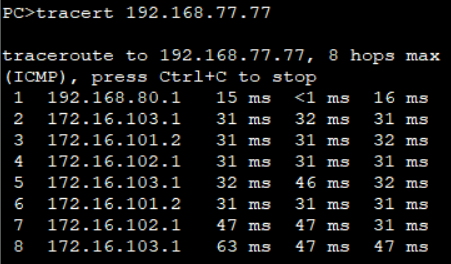 PC>tracert 192.168.77.77
traceroute to 192.168.77.77, 8 hops max
(ICMP), press Ctrl+C to stop
1 192.168.80.1 15 ms <1 ms 16 ms
2 172.16.103.1 31 ms 32 ms 31 ms
3 172.16.101.2 31 ms 31 ms 32 ms
4 172.16.102.1 31 ms 31 ms 31 ms
5 172.16.103.1 32 ms 46 ms 32 ms
6 172.16.101.2 31 ms 31 ms 31 ms
7 172.16.102.1 47 ms 47 ms 31 ms
8 172.16.103.1 63 ms 47 ms 47 ms